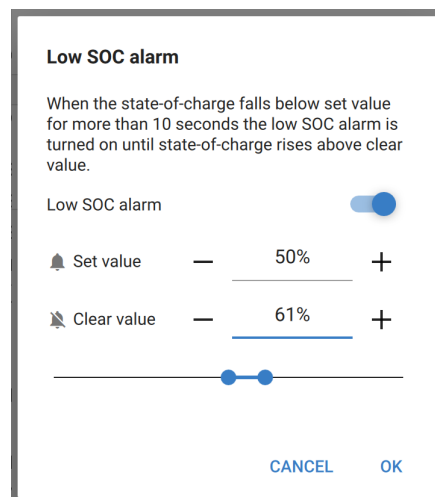 Low SOC alarm
When the state-of-charge falls below set value
for more than 10 seconds the low SOC alarm is
turned on until state-of-charge rises above clear
value.
Low SOC alarm
Set value — 50% +
Clear value — 61% +
CANCEL OK